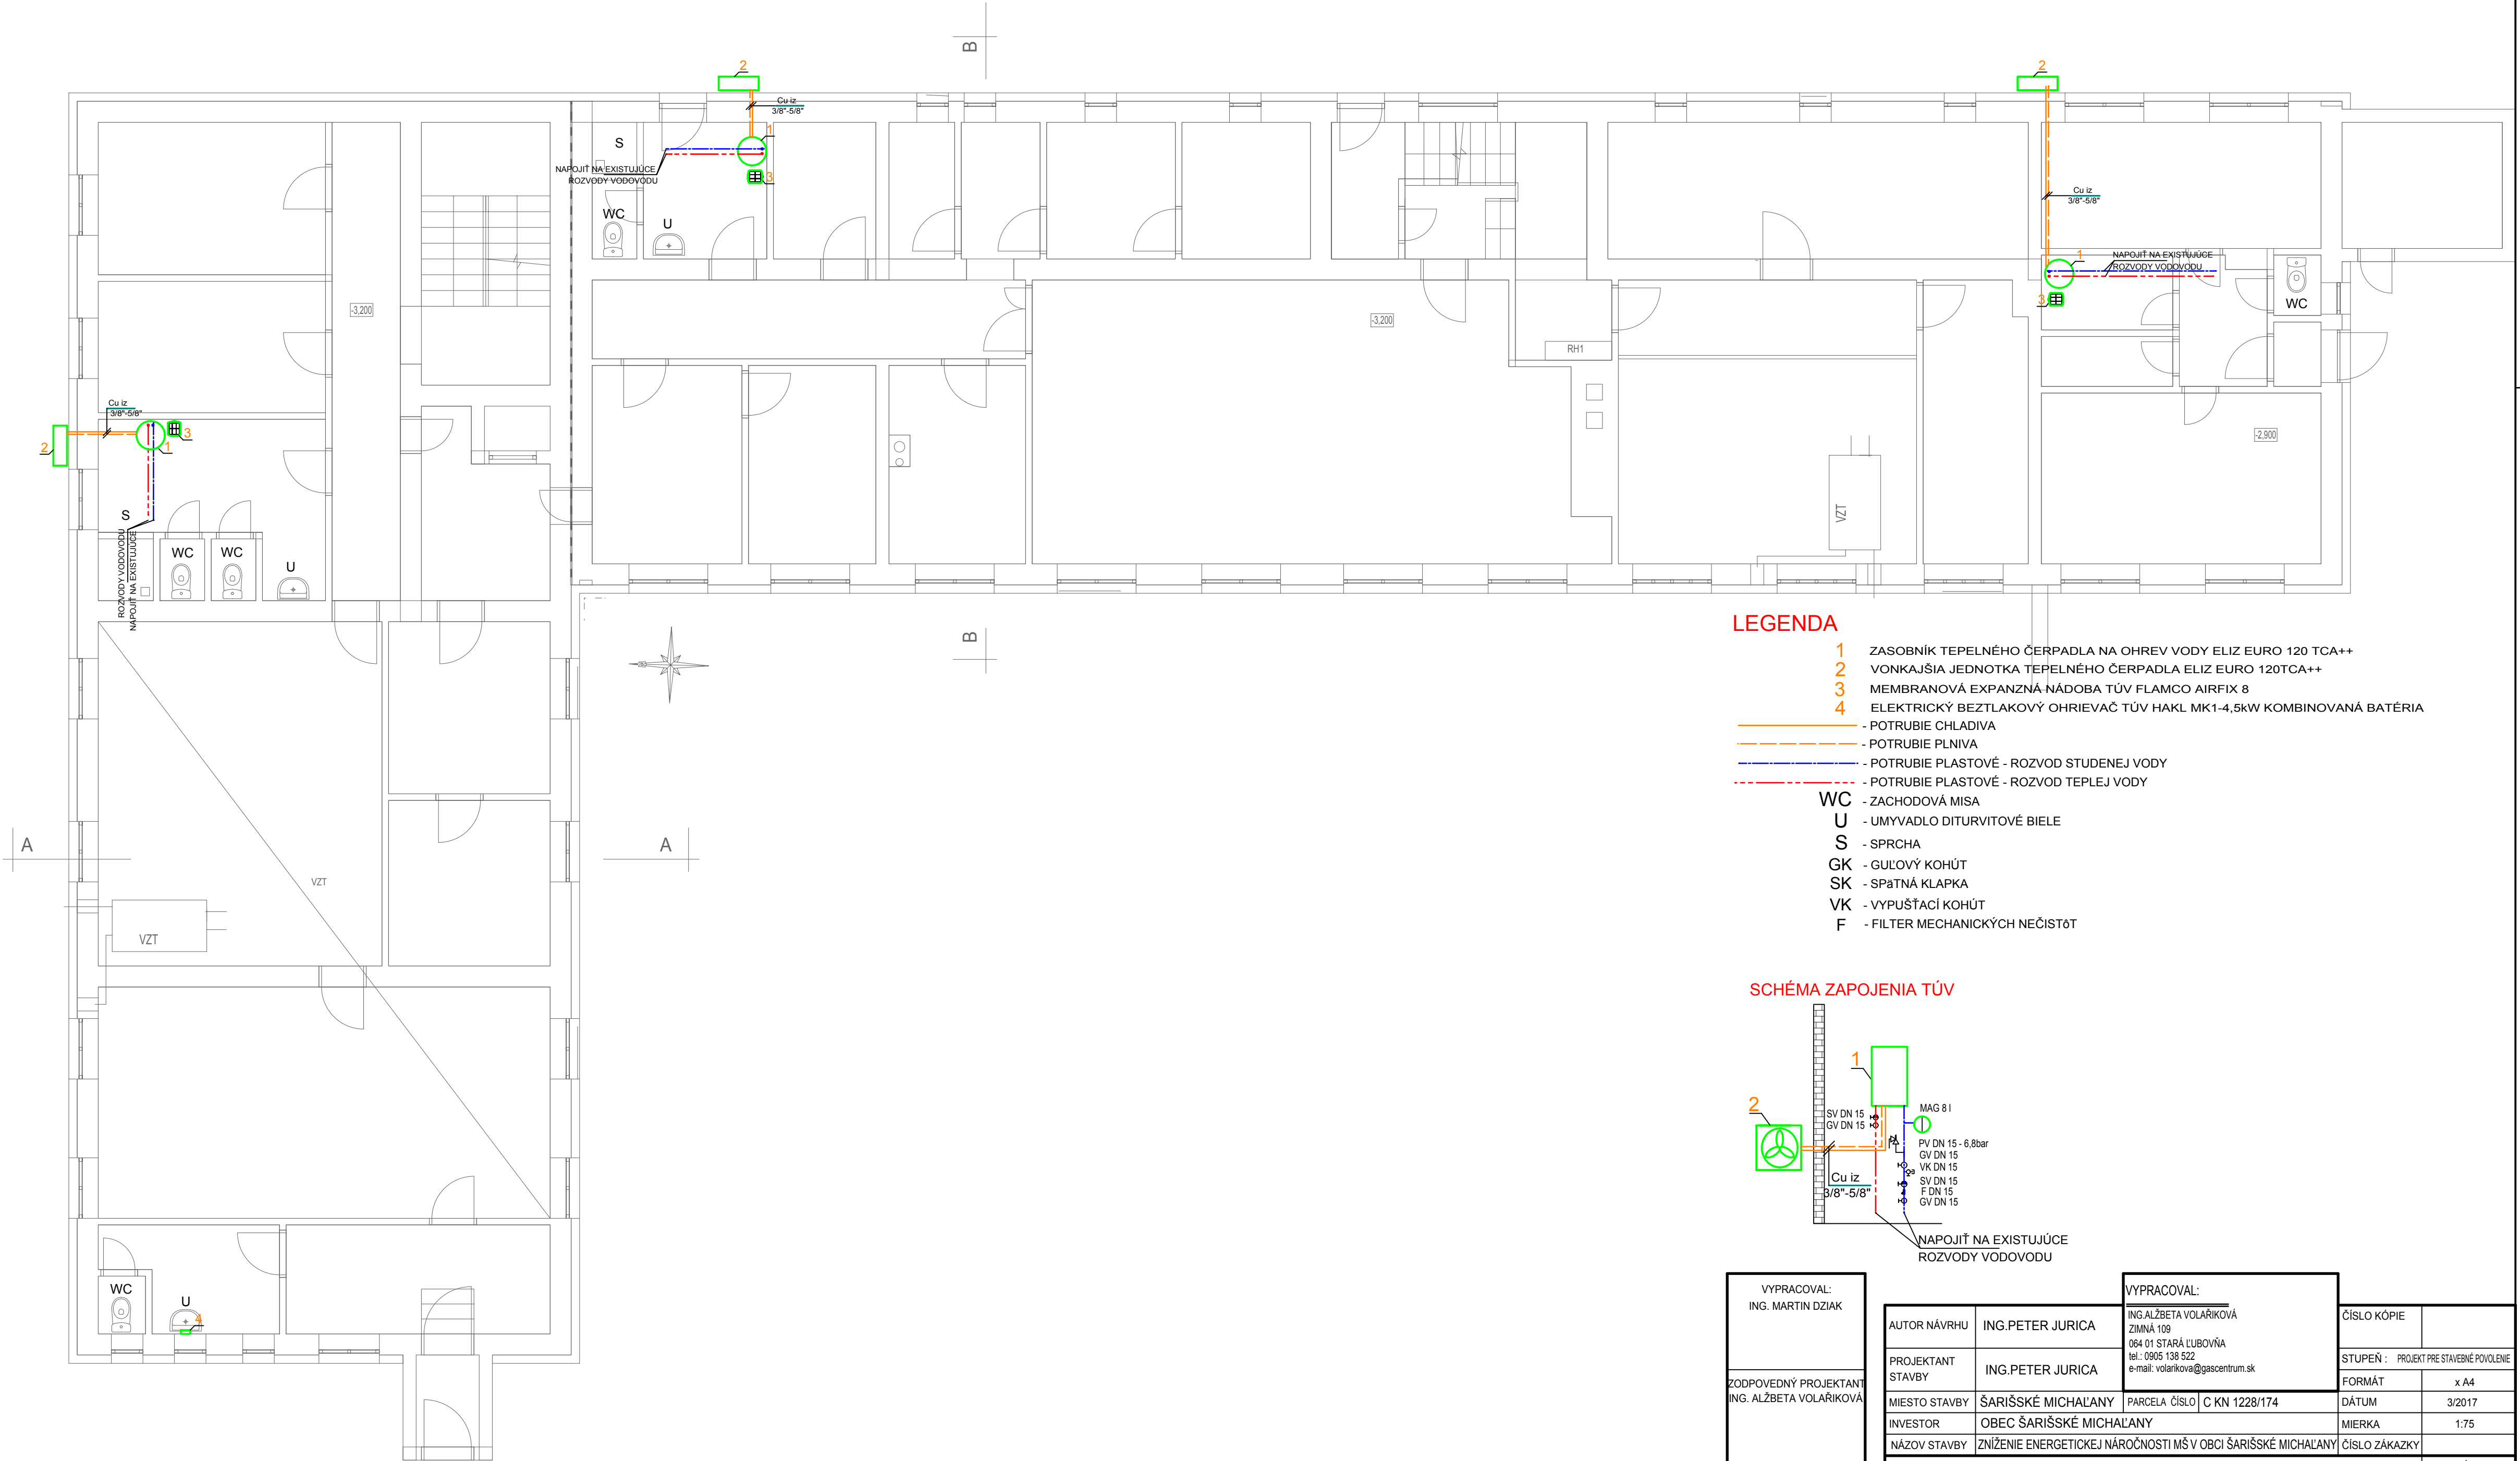 B
2
Cu iz
3/8"-5/8"
1
S
NAPOJIŤ NA EXISTUJÚCE
ROZVODY VODOVODU
3
WC
U
2
Cu iz
3/8"-5/8"
1
NAPOJIŤ NA EXISTUJÚCE
ROZVODY VODOVODU
3
WC
-3,200
-3,200
RH1
Cu iz
3/8"-5/8"
2
3
1
-2,900
VZT
S
WC
WC
U
ROZVODY VODOVODU
NAPOJIŤ NA EXISTUJÚCE
B
A
A
VZT
VZT
WC
U
4
LEGENDA
1 ZASOBNÍK TEPELNÉHO ČERPADLA NA OHREV VODY ELIZ EURO 120 TCA++
2 VONKAJŠIA JEDNOTKA TEPELNÉHO ČERPADLA ELIZ EURO 120TCA++
3 MEMBRANOVÁ EXPANZNÁ NÁDOBA TÚV FLAMCO AIRFIX 8
4 ELEKTRICKÝ BEZTLAKOVÝ OHRIEVAČ TÚV HAKL MK1-4,5kW KOMBINOVANÁ BATÉRIA
- POTRUBIE CHLADIVA
- POTRUBIE PLNIVA
- POTRUBIE PLASTOVÉ - ROZVOD STUDENEJ VODY
- POTRUBIE PLASTOVÉ - ROZVOD TEPLEJ VODY
WC - ZACHODOVÁ MISA
U - UMYVADLO DITURVITOVÉ BIELE
S - SPRCHA
GK - GUĽOVÝ KOHÚT
SK - SPäTNÁ KLAPKA
VK - VYPUŠŤACÍ KOHÚT
F - FILTER MECHANICKÝCH NEČISTôT
SCHÉMA ZAPOJENIA TÚV
1
2
SV DN 15
GV DN 15
MAG 8 l
PV DN 15 - 6,8bar
GV DN 15
VK DN 15
SV DN 15
F DN 15
GV DN 15
Cu iz
3/8"-5/8"
NAPOJIŤ NA EXISTUJÚCE
ROZVODY VODOVODU
VYPRACOVAL:
ING. MARTIN DZIAK
ZODPOVEDNÝ PROJEKTANT
ING. ALŽBETA VOLAŘIKOVÁ
VYPRACOVAL:
ING.ALŽBETA VOLAŘIKOVÁ
ZIMNÁ 109
064 01 STARÁ ĽUBOVŇA
tel.: 0905 138 522
e-mail: volarikova@gascentrum.sk
AUTOR NÁVRHU ING.PETER JURICA
PROJEKTANT
STAVBY
ING.PETER JURICA
MIESTO STAVBY ŠARIŠSKÉ MICHAĽANY PARCELA ČÍSLO C KN 1228/174
INVESTOR OBEC ŠARIŠSKÉ MICHAĽANY
NÁZOV STAVBY ZNÍŽENIE ENERGETICKEJ NÁROČNOSTI MŠ V OBCI ŠARIŠSKÉ MICHAĽANY
ČÍSLO KÓPIE
STUPEŇ : PROJEKT PRE STAVEBNÉ POVOLENIE
FORMÁT x A4
DÁTUM 3/2017
MIERKA 1:75
ČÍSLO ZÁKAZKY